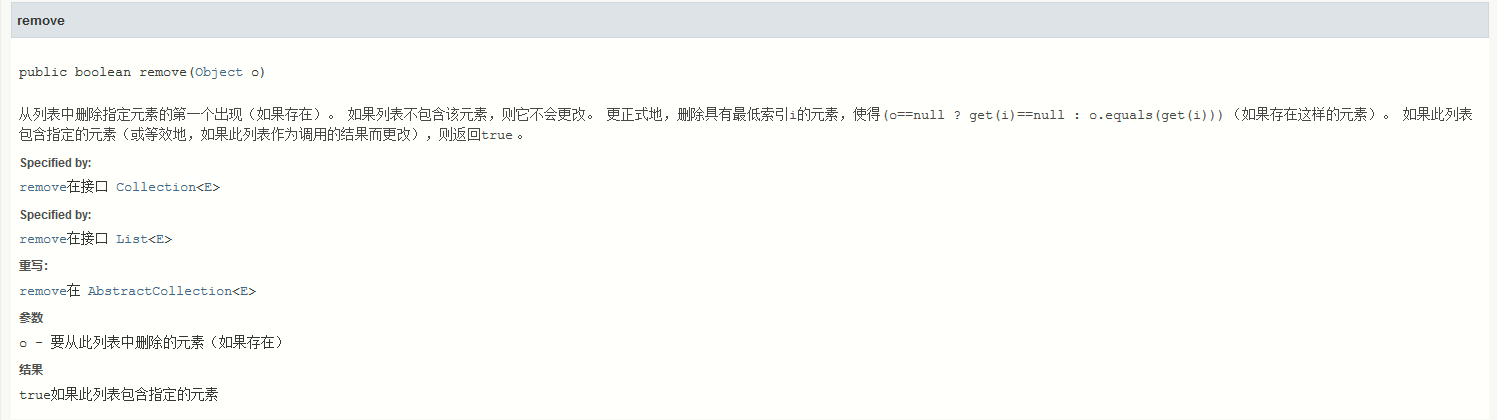 remove
public boolean remove(Object o)
从列表中删除指定元素的第一个出现（如果存在）。 如果列表不包含该元素，则它不会更改。 更正式地，删除具有最低索引i的元素，使得(o==null ? get(i)==null : o.equals(get(i)))（如果存在这样的元素）。 如果此列表
包含指定的元素（或等效地，如果此列表作为调用的结果而更改），则返回true 。
Specified by:
remove在接口 Collection<E>
Specified by:
remove在接口 List<E>
重写:
remove在 AbstractCollection<E>
参数
o - 要从此列表中删除的元素（如果存在）
结果
true如果此列表包含指定的元素